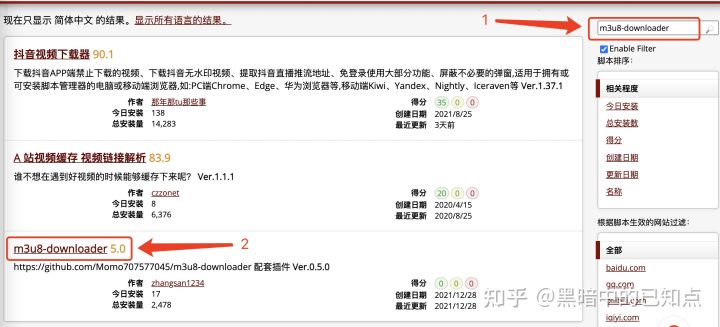 现在只显示 简体中文 的结果。显示所有语言的结果。
1
m3u8-downloader
Enable Filter
脚本排序：
相关程度
今日安装
总安装数
得分
创建日期
更新日期
名称
抖音视频下载器 90.1
下载抖音APP端禁止下载的视频、下载抖音无水印视频、提取抖音直播推流地址、免登录使用大部分功能、屏蔽不必要的弹窗,适用于拥有或
可安装脚本管理器的电脑或移动端浏览器,如:PC端Chrome、Edge、华为浏览器等,移动端Kiwi、Yandex、Nightly、Iceraven等 Ver.1.37.1
作者 那年那tu那些事 得分 35 0 0
今日安装 138 创建日期 2021/8/25
总安装量 14,283 最近更新 3天前
A 站视频缓存 视频链接解析 83.9
谁不想在遇到好视频的时候能够缓存下来呢？ Ver.1.1.1
作者 czzonet 得分 20 0 0
今日安装 8 创建日期 2020/4/15
总安装量 6,376 最近更新 2020/8/25
m3u8-downloader 5.0
2
https://github.com/Momo707577045/m3u8-downloader 配套插件 Ver.0.5.0
作者 zhangsan1234 得分 0 0 0
今日安装 17 创建日期 2021/12/28
总安装量 2,478 最近更新 2021/12/28
根据脚本生效的网站过滤：
全部
baidu.com
qq.com
iqiyi.com
知乎 @黑暗中的已知点